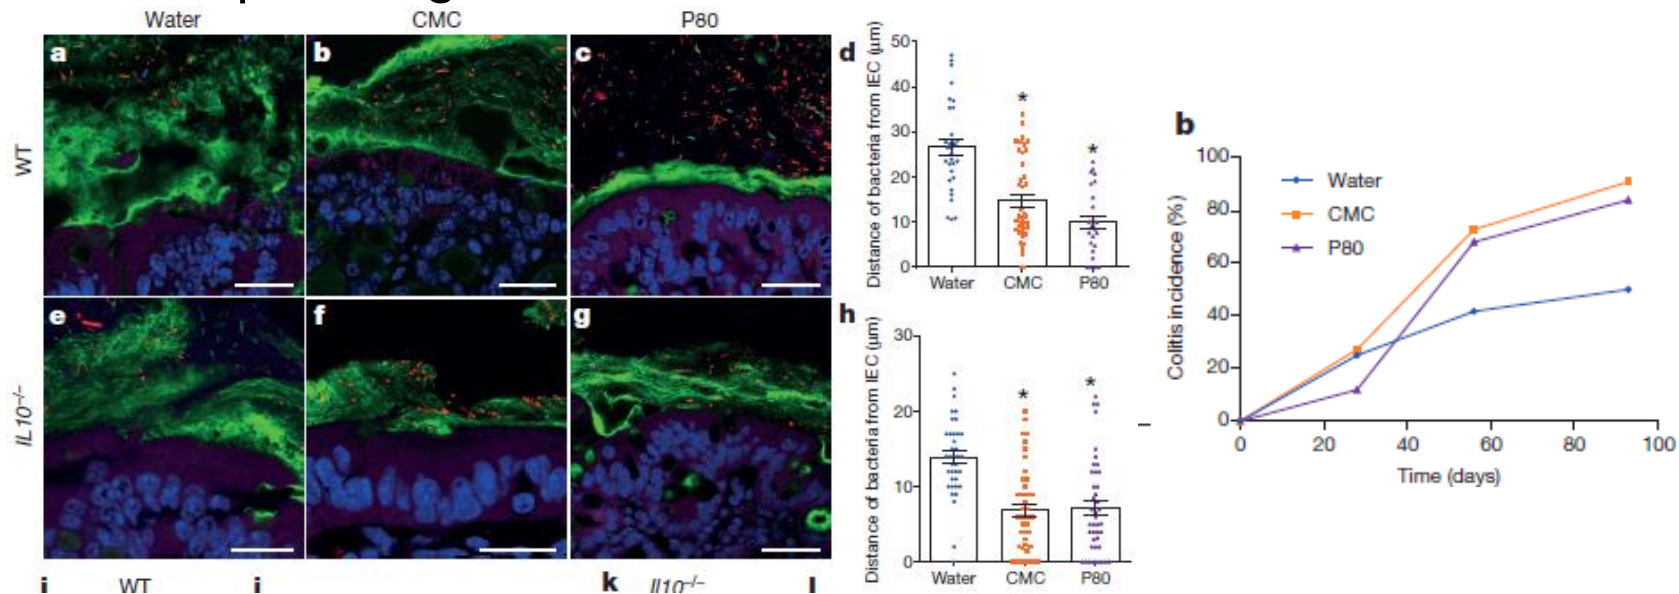 Water CMC P80
a b c
WT
e f g
IL10–/–
d
Distance of bacteria from IEC (µm)
50
40
30
20
10
0
* *
Water CMC P80
h
Distance of bacteria from IEC (µm)
30
20
10
0
* *
Water CMC P80
b
Colitis incidence (%)
100
80
60
40
20
0
Water
CMC
P80
0 20 40 60 80 100
Time (days)
WT
k Il10–/–